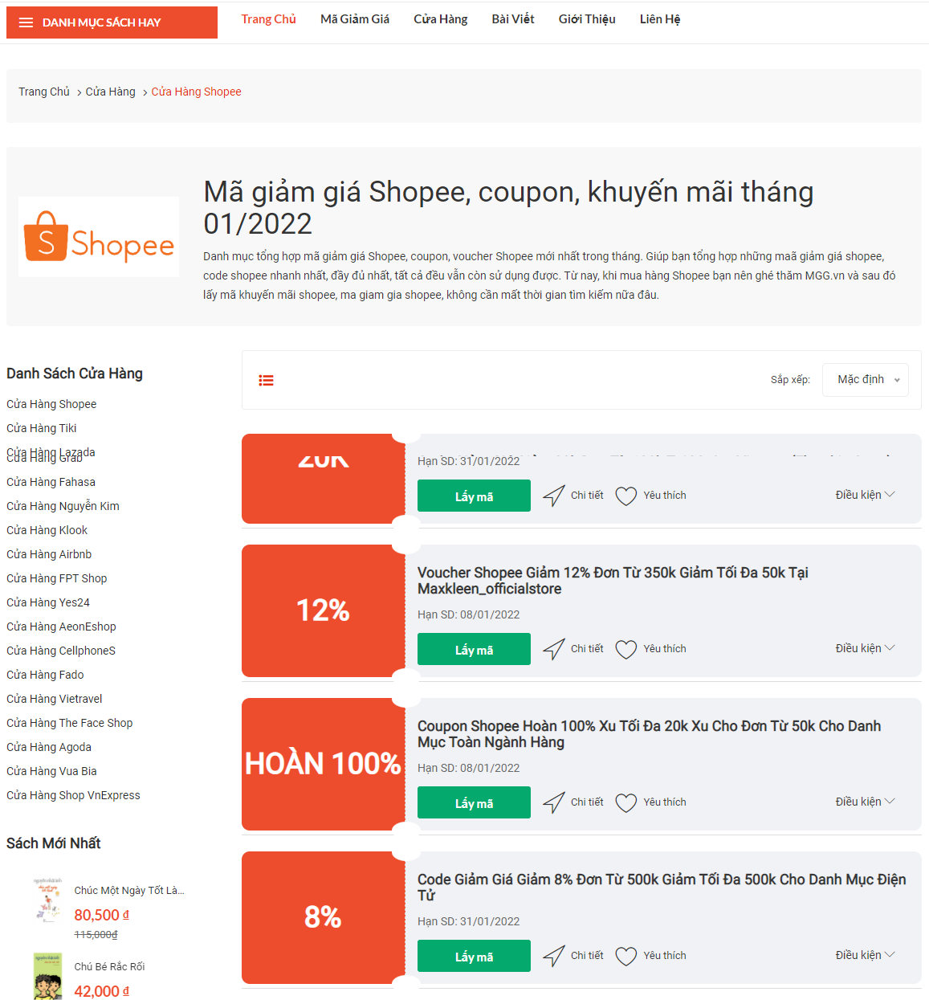 DANH MỤC SÁCH HAY
Trang Chủ Mã Giảm Giá Cửa Hàng Bài Viết Giới Thiệu Liên Hệ
Trang Chủ > Cửa Hàng > Cửa Hàng Shopee
Shopee
Mã giảm giá Shopee, coupon, khuyến mãi tháng
01/2022
Danh mục tổng hợp mã giảm giá Shopee, coupon, voucher Shopee mới nhất trong tháng. Giúp bạn tổng hợp những maã giảm giá shopee,
code shopee nhanh nhất, đầy đủ nhất, tất cả đều vẫn còn sử dụng được. Từ nay, khi mua hàng Shopee bạn nên ghé thăm MGG.vn và sau đó
lấy mã khuyến mãi shopee, ma giam gia shopee, không cần mất thời gian tìm kiếm nữa đâu.
Danh Sách Cửa Hàng
Cửa Hàng Shopee
Cửa Hàng Tiki
Cửa Hàng Lazada
Cửa Hàng Grab
Cửa Hàng Fahasa
Cửa Hàng Nguyễn Kim
Cửa Hàng Klook
Cửa Hàng Airbnb
Cửa Hàng FPT Shop
Cửa Hàng Yes24
Cửa Hàng AeonEshop
Cửa Hàng CellphoneS
Cửa Hàng Fado
Cửa Hàng Vietravel
Cửa Hàng The Face Shop
Cửa Hàng Agoda
Cửa Hàng Vua Bia
Cửa Hàng Shop VnExpress
Sách Mới Nhất
Chúc Một Ngày Tốt Là...
80,500 ₫
115,000₫
Chú Bé Rắc Rối
42,000 ₫
Sắp xếp: Mặc định
20K
Hạn SD: 31/01/2022
Lấy mã Chi tiết Yêu thích Điều kiện
12%
Voucher Shopee Giảm 12% Đơn Từ 350k Giảm Tối Đa 50k Tại
Maxkleen_officialstore
Hạn SD: 08/01/2022
Lấy mã Chi tiết Yêu thích Điều kiện
HOÀN 100%
Coupon Shopee Hoàn 100% Xu Tối Đa 20k Xu Cho Đơn Từ 50k Cho Danh
Mục Toàn Ngành Hàng
Hạn SD: 08/01/2022
Lấy mã Chi tiết Yêu thích Điều kiện
8%
Code Giảm Giá Giảm 8% Đơn Từ 500k Giảm Tối Đa 500k Cho Danh Mục Điện
Tử
Hạn SD: 31/01/2022
Lấy mã Chi tiết Yêu thích Điều kiện